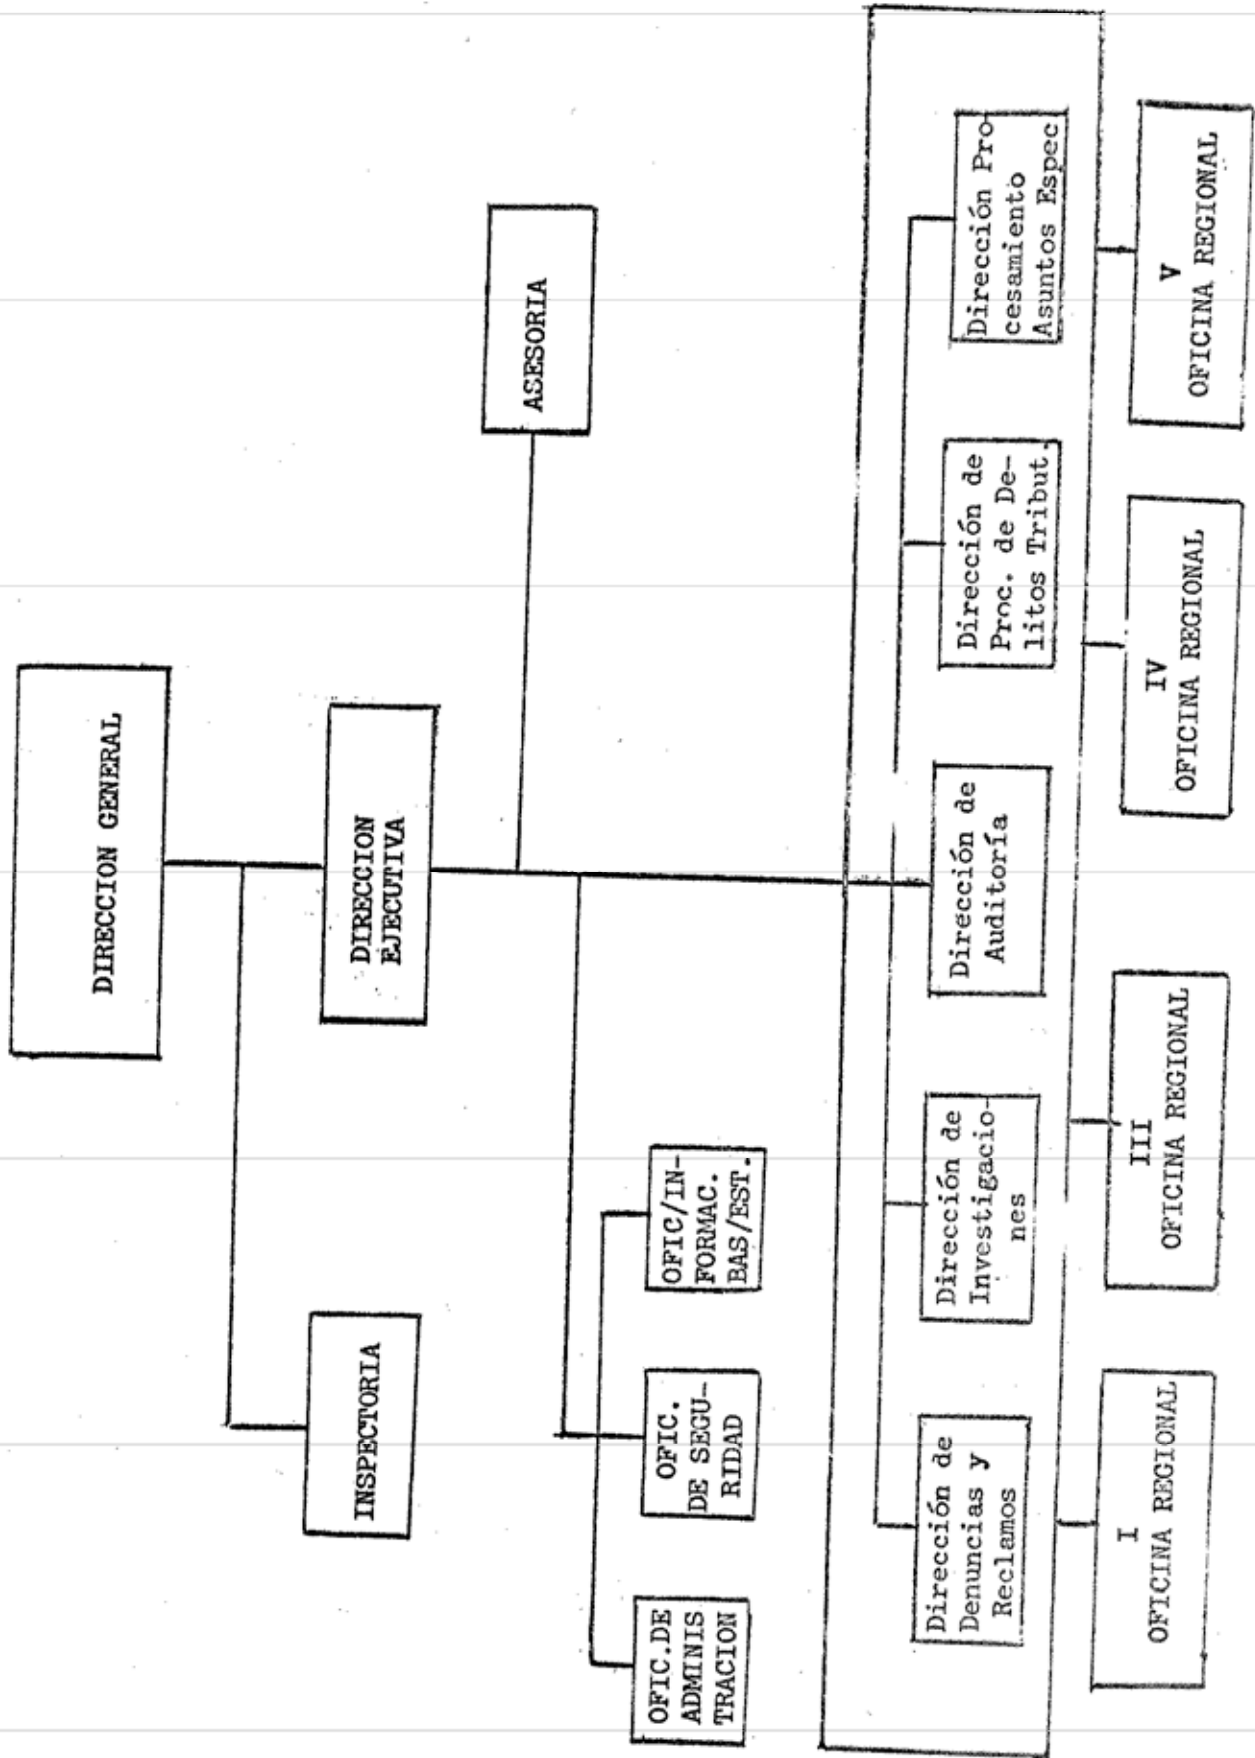 DIRECCION GENERAL
DIRECCION
EJECUTIVA
INSPECTORIA
ASESORIA
OFIC.DE
ADMINIS
TRACION
OFIC.
DE SEGU-
RIDAD
OFIC/IN-
FORMAC.
BAS/EST.
Dirección de
Denuncias y
Reclamos
Dirección de
Investigacio-
nes
Dirección de
Auditoría
Dirección de
Proc. de De-
litos Tribut.
Dirección Pro-
cesamiento
Asuntos Espec
I
OFICINA REGIONAL
III
OFICINA REGIONAL
IV
OFICINA REGIONAL
V
OFICINA REGIONAL